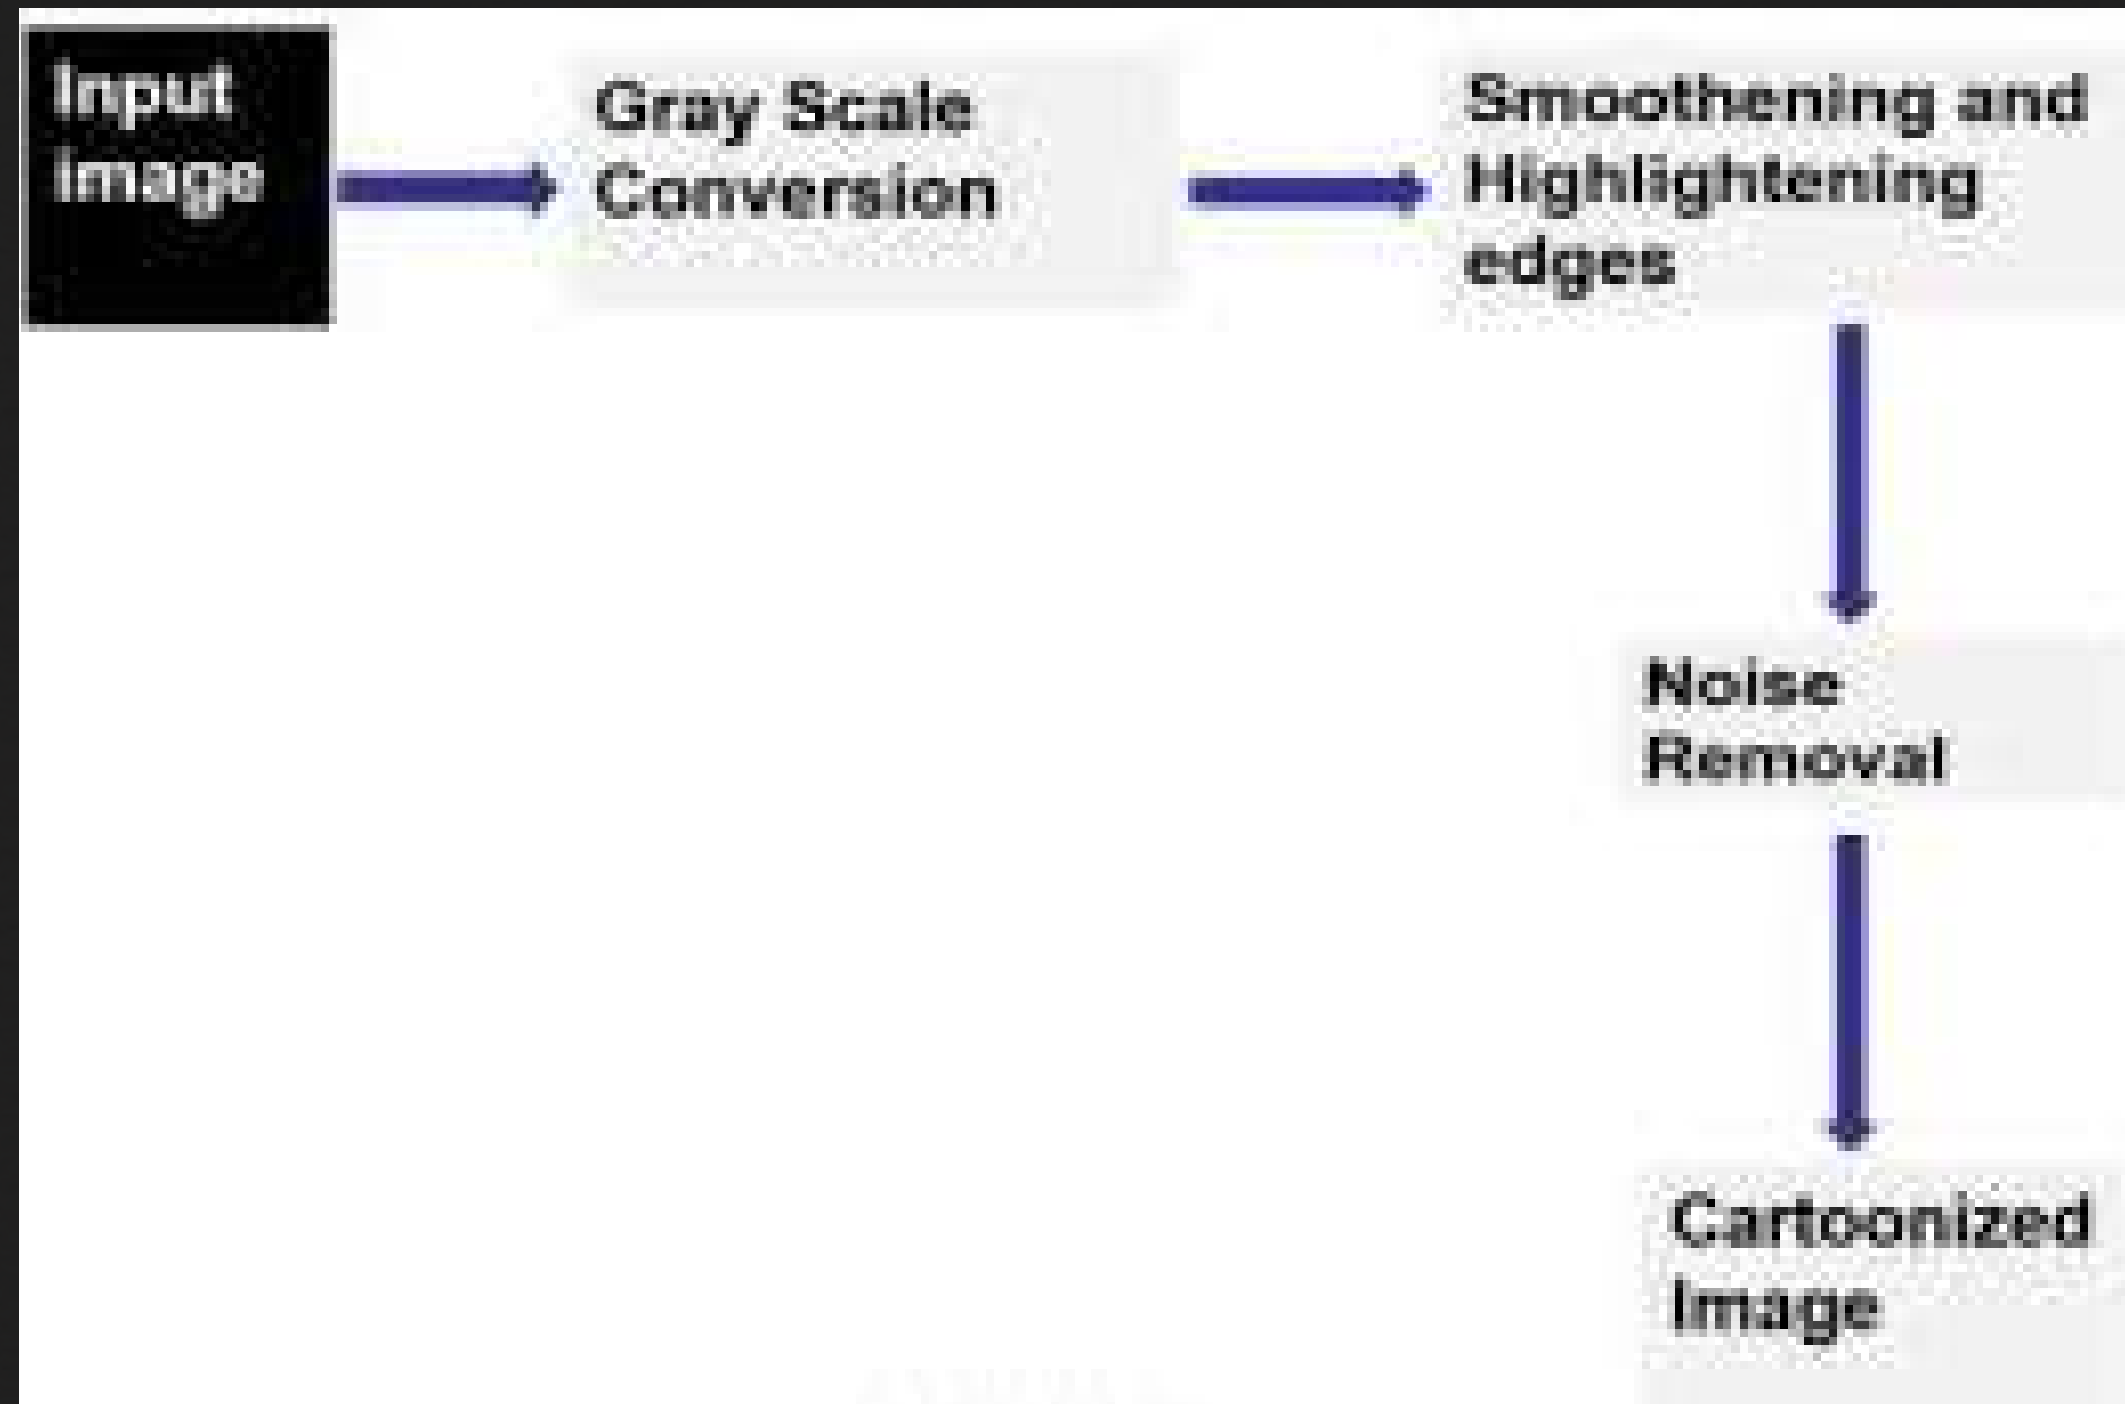 Input
image
Gray Scale
Conversion
Smoothening and
Highlightening
edges
Noise
Removal
Cartoonized
Image